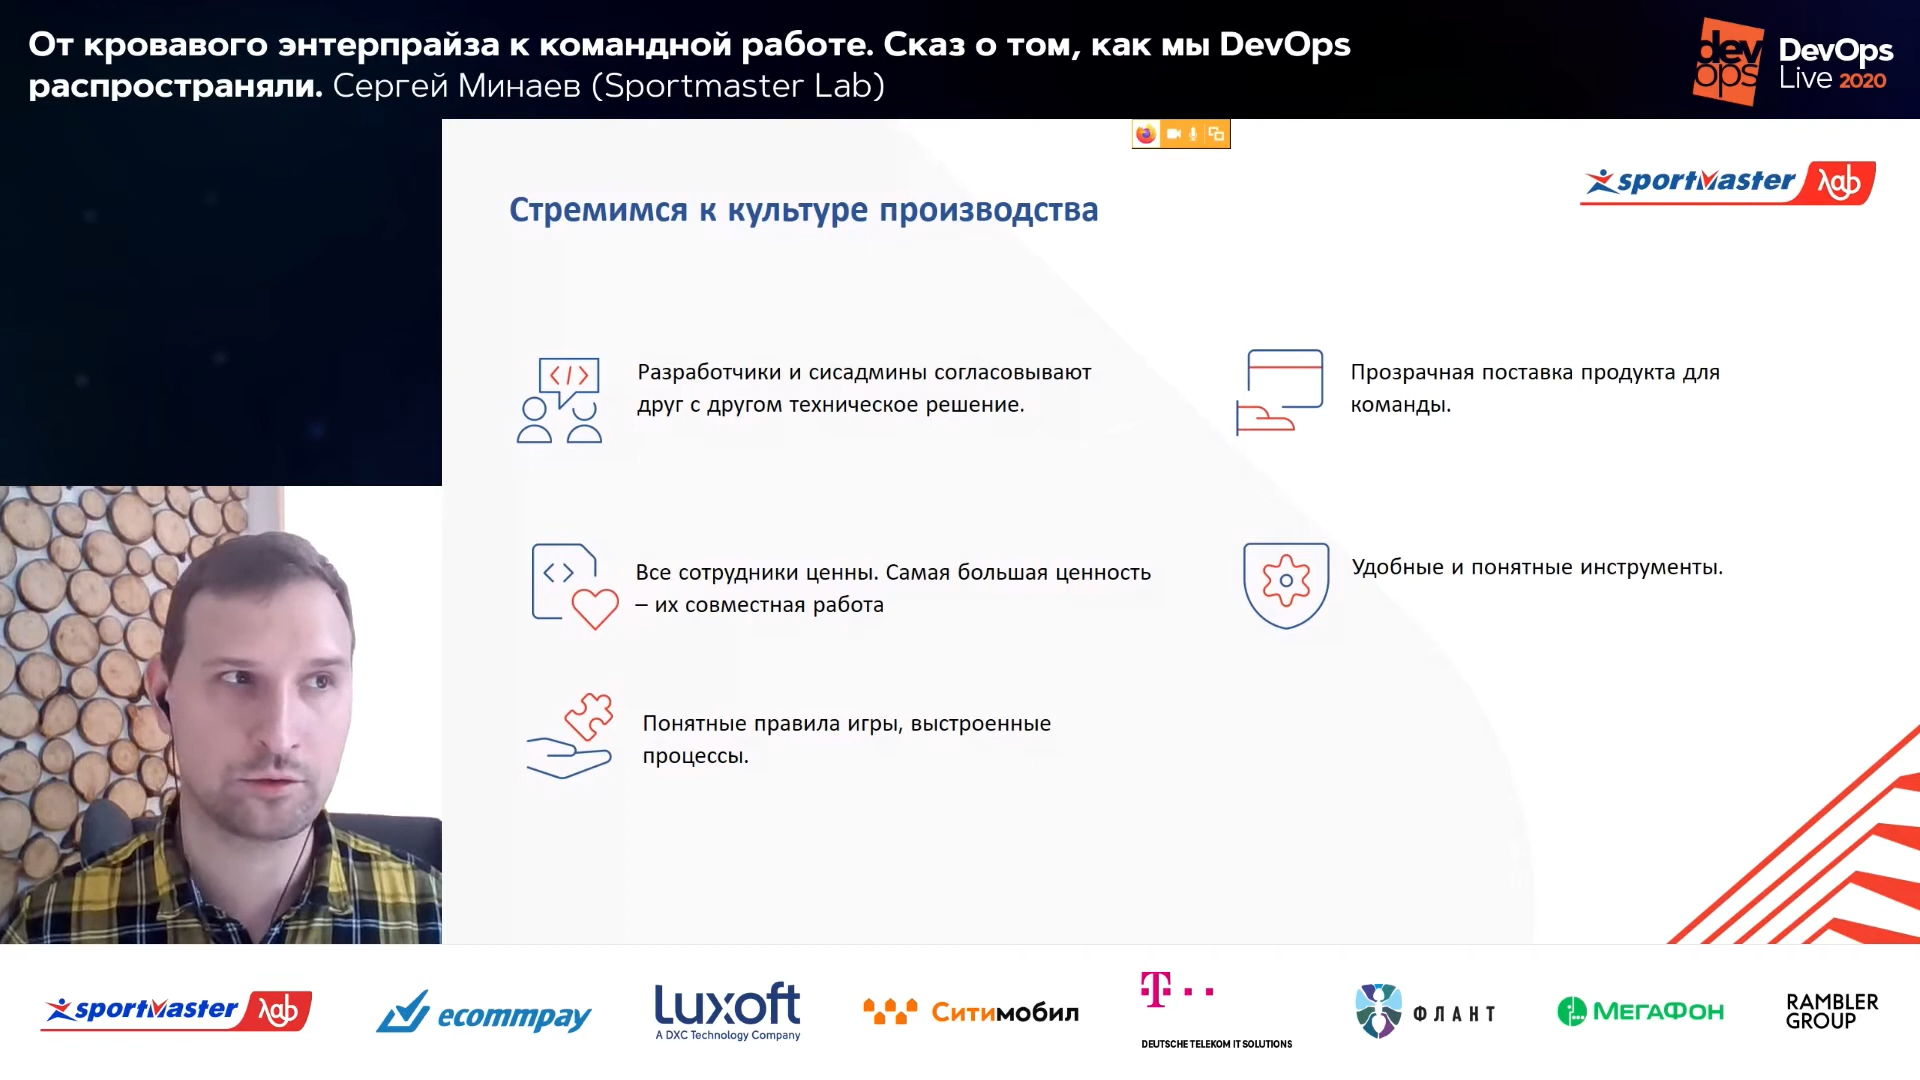 От кровавого энтерпрайза к командной работе. Сказ о том, как мы DevOps
распространяли. Сергей Минаев (Sportmaster Lab)
dev
ops
DevOps
Live 2020
sportmaster лаб
Стремимся к культуре производства
Разработчики и сисадмины согласовывают
друг с другом техническое решение.
Прозрачная поставка продукта для
команды.
Все сотрудники ценны. Самая большая ценность
– их совместная работа
Удобные и понятные инструменты.
Понятные правила игры, выстроенные
процессы.
sportmaster лаб
ecommpay
luxoft
A DXC Technology Company
Ситимобил
T
DEUTSCHE TELEKOM IT SOLUTIONS
ФЛАНТ
МЕГАФОН
RAMBLER
GROUP